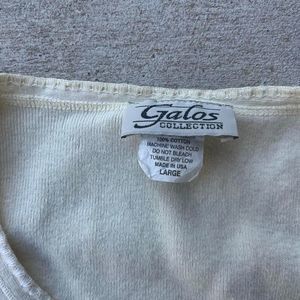 Galos
COLLECTION
100% COTTON
MACHINE WASH COLD
DO NOT BLEACH
TUMBLE DRY LOW
MADE IN USA
LARGE